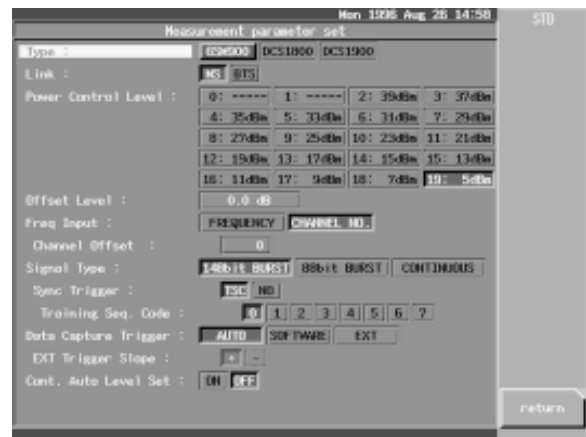 Mon 1996 Aug 26 14:58
STD
Measurement parameter set
Type : GSM900 DCS1800 DCS1900
Link : MS BTS
Power Control Level : 0: ----- 1: ----- 2: 39dBm 3: 37dBm
4: 35dBm 5: 33dBm 6: 31dBm 7: 29dBm
8: 27dBm 9: 25dBm 10: 23dBm 11: 21dBm
12: 19dBm 13: 17dBm 14: 15dBm 15: 13dBm
16: 11dBm 17: 9dBm 18: 7dBm 19: 5dBm
Offset Level : 0.0 dB
Freq Input : FREQUENCY CHANNEL NO.
Channel Offset : 0
Signal Type : 148bit BURST 88bit BURST CONTINUOUS
Sync Trigger : TSC NO
Training Seq. Code : 0 1 2 3 4 5 6 7
Data Capture Trigger : AUTO SOFTWARE EXT
EXT Trigger Slope : + -
Cont. Auto Level Set : ON OFF
return